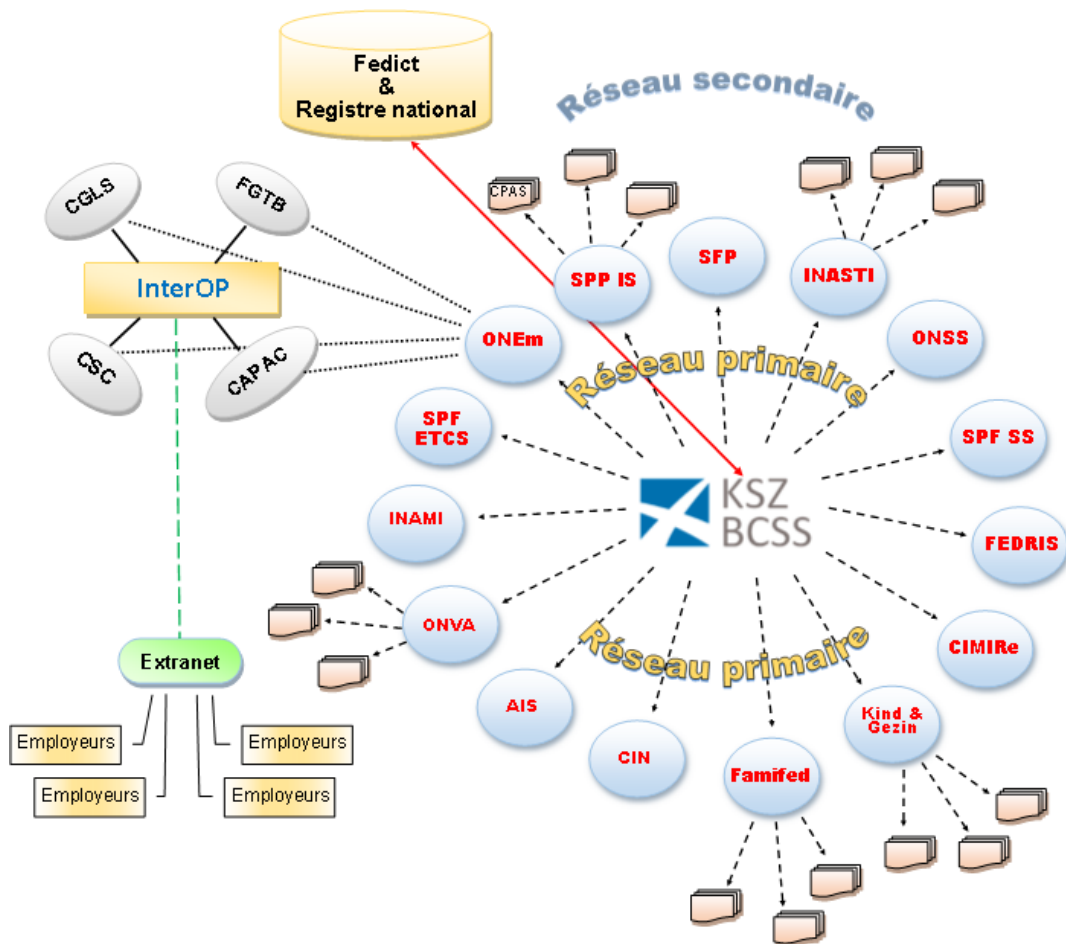 Fedict
&
Registre national
Réseau secondaire
CGLS
FGTB
CPAS
SPP IS
SFP
INASTI
InterOP
ONEm
ONSS
CSC
CAPAC
Réseau primaire
SPF
ETCS
SPF SS
KSZ
BCSS
INAMI
FEDRIS
ONVA
Extranet
Réseau primaire
CIMIRe
AIS
Kind &
Gezin
Employeurs
Employeurs
CIN
Famifed
Employeurs
Employeurs